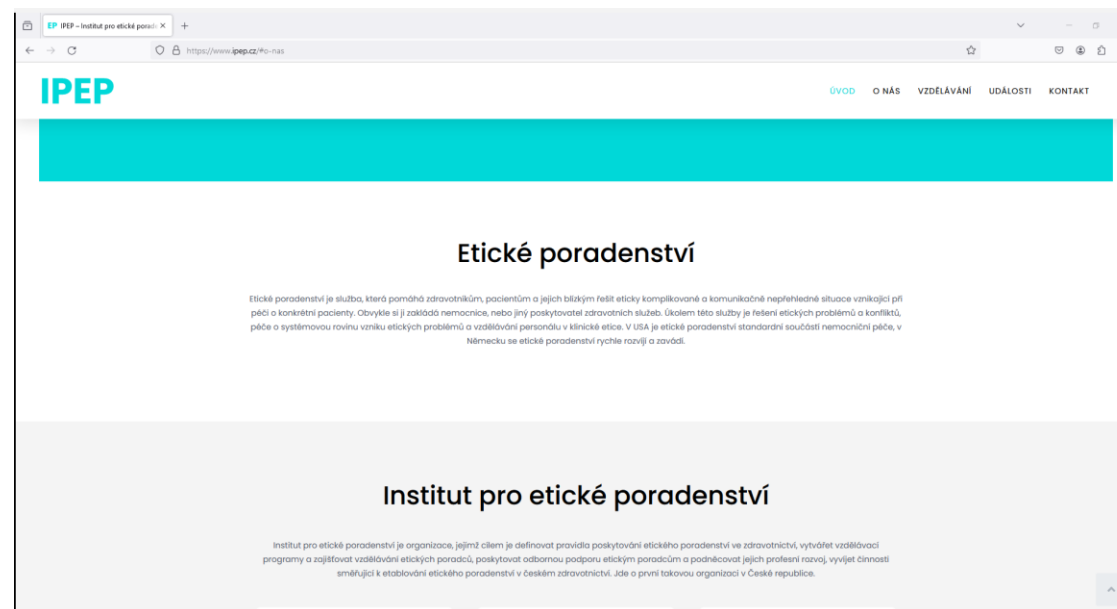 EP IPEP – Institut pro etické porad
https://www.ipep.cz/#o-nas
IPEP
ÚVOD O NÁS VZDĚLÁVÁNÍ UDÁLOSTI KONTAKT
Etické poradenství
Etické poradenství je služba, která pomáhá zdravotníkům, pacientům a jejich blízkým řešit eticky komplikované a komunikačně nepřehledné situace vznikající při
péči o konkrétní pacienty. Obvykle si ji zakládá nemocnice, nebo jiný poskytovatel zdravotních služeb. Úkolem této služby je řešení etických problémů a konfliktů,
péče o systémovou rovinu vzniku etických problémů a vzdělávání personálu v klinické etice. V USA je etické poradenství standardní součástí nemocniční péče, v
Německu se etické poradenství rychle rozvíjí a zavádí.
Institut pro etické poradenství
Institut pro etické poradenství je organizace, jejímž cílem je definovat pravidla poskytování etického poradenství ve zdravotnictví, vytvářet vzdělávací
programy a zajišťovat vzdělávání etických poradců, poskytovat odbornou podporu etickým poradcům a podněcovat jejich profesní rozvoj, vyvíjet činnosti
směřující k etablování etického poradenství v českém zdravotnictví. Jde o první takovou organizaci v České republice.